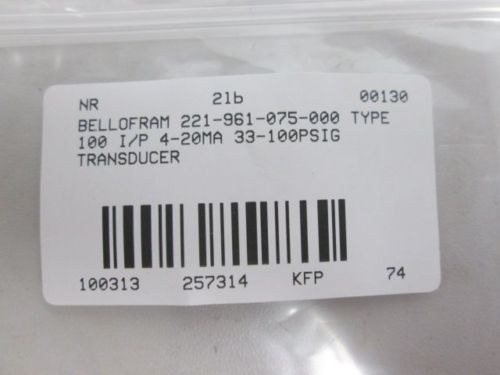 NR 21b 00130
BELLOFRAM 221-961-075-000 TYPE
100 I/P 4-20MA 33-100PSIG
TRANSDUCER
100313 257314 KFP 74